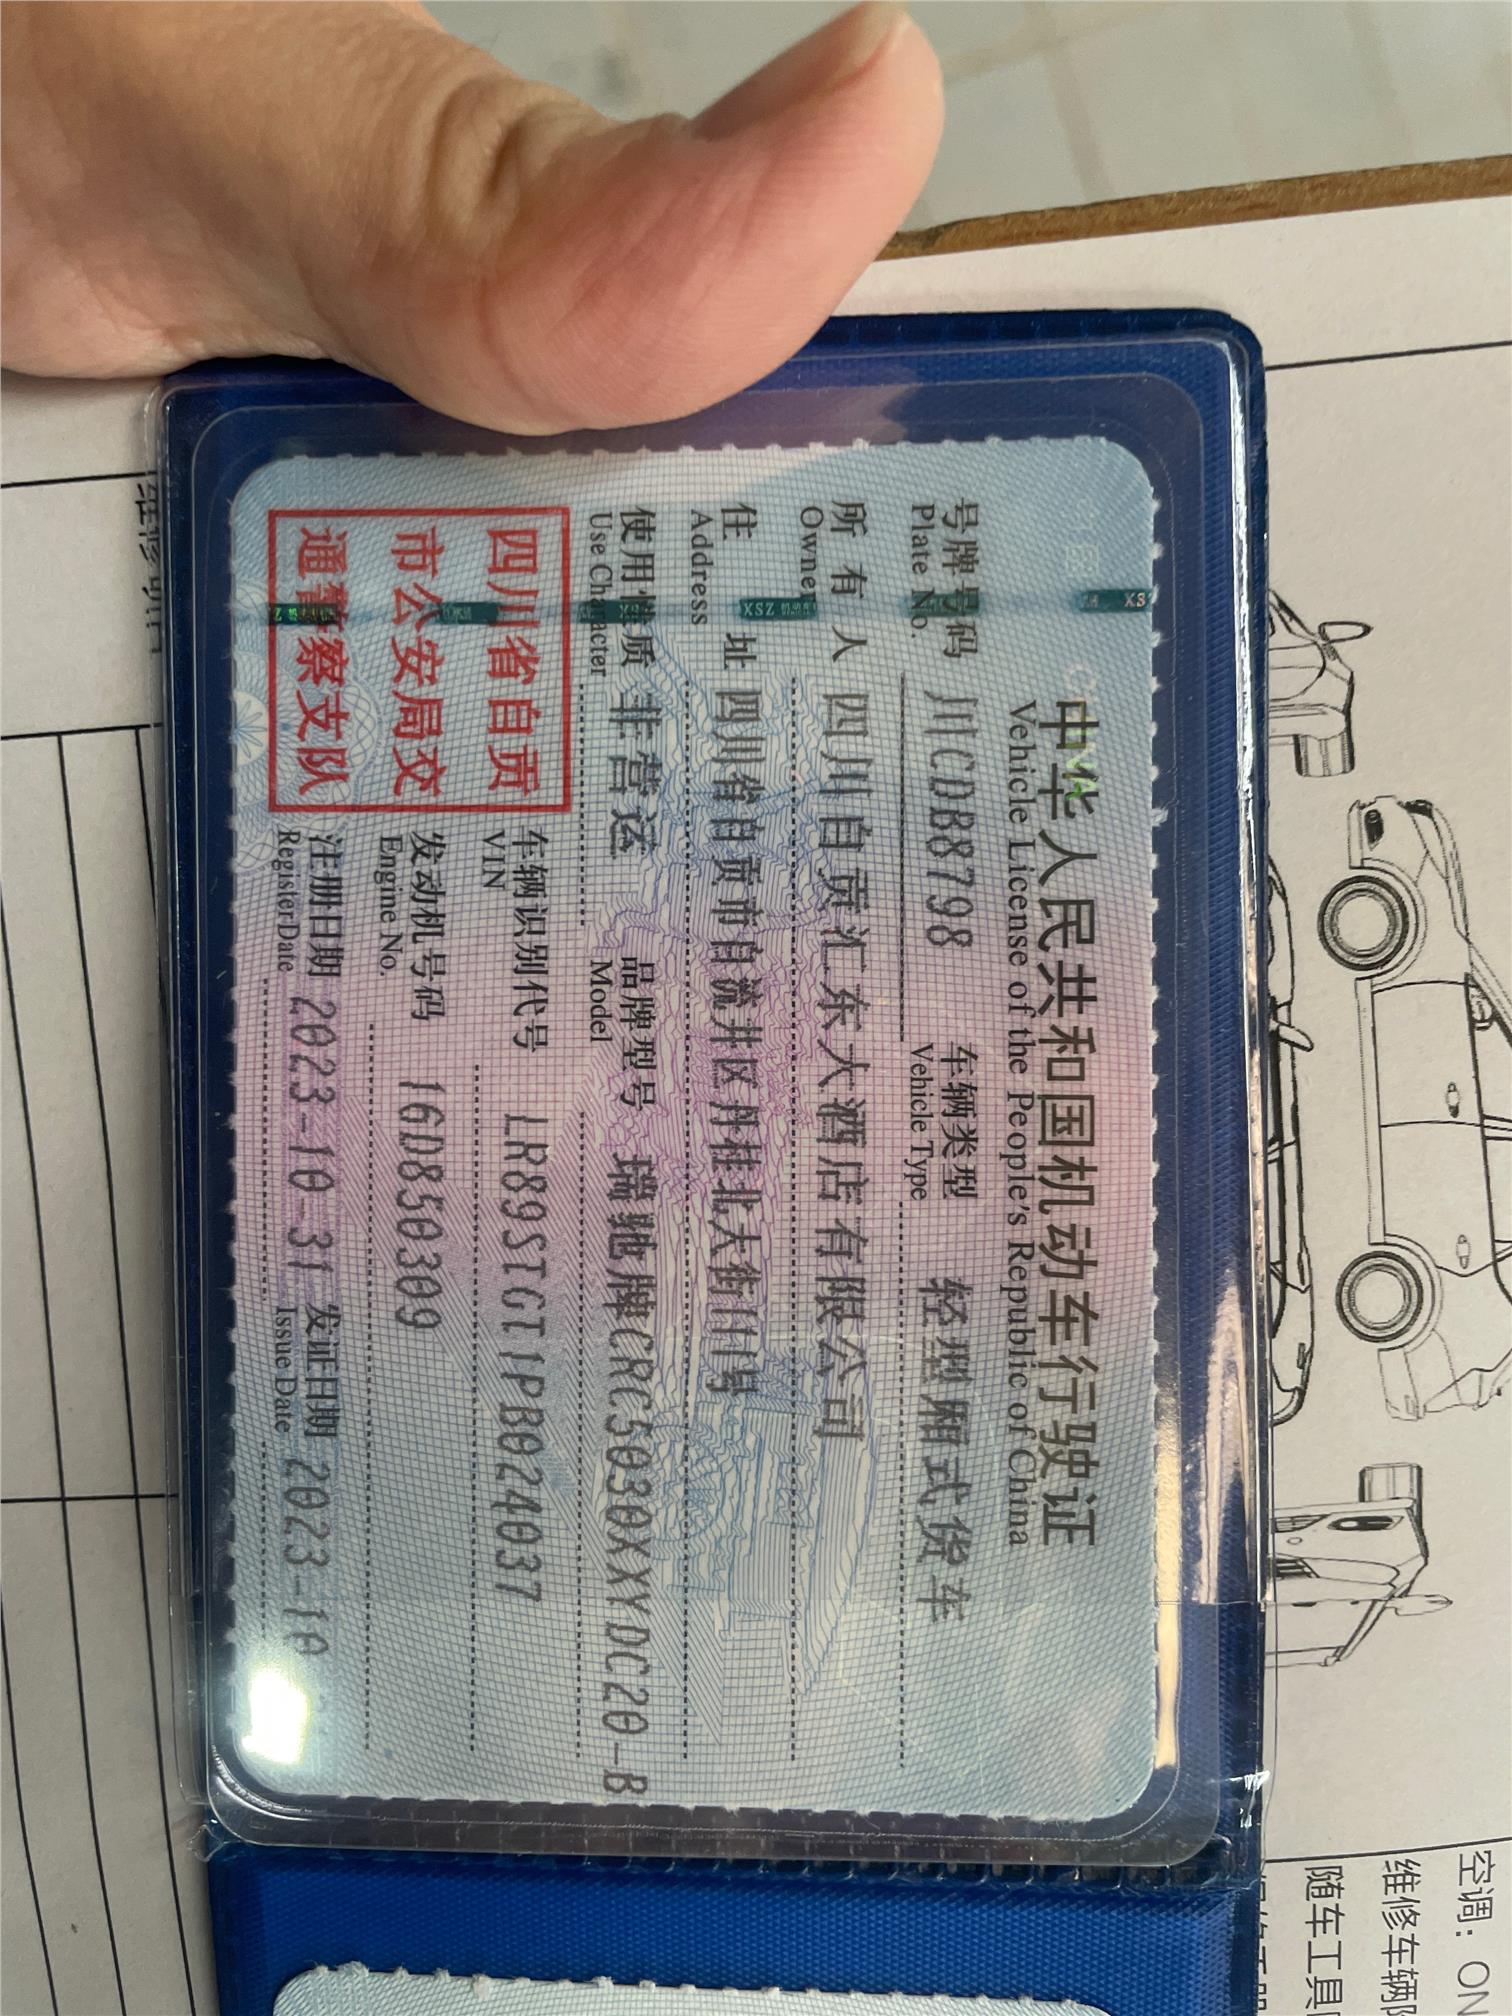 中华人民共和国机动车行驶证
Vehicle License of the People's Republic of China
号牌号码 川CDB8798 车辆类型 轻型厢式货车
Plate No. Vehicle Type
所有人 四川自贡汇东大酒店有限公司
Owner
住址 四川省自贡市自流井区丹桂北大街111号
Address
使用性质 非营运 品牌型号 瑞驰牌CRC5030XXYDC20-B
Use Character Model
四川省自贡
市公安局交
通警察支队
车辆识别代号 LR89STGT1PB024037
VIN
发动机号码 16D850309
Engine No.
注册日期 2023-10-31 发证日期 2023-10
Register Date Issue Date
XSZ
空调：ON
维修车辆
随车工具